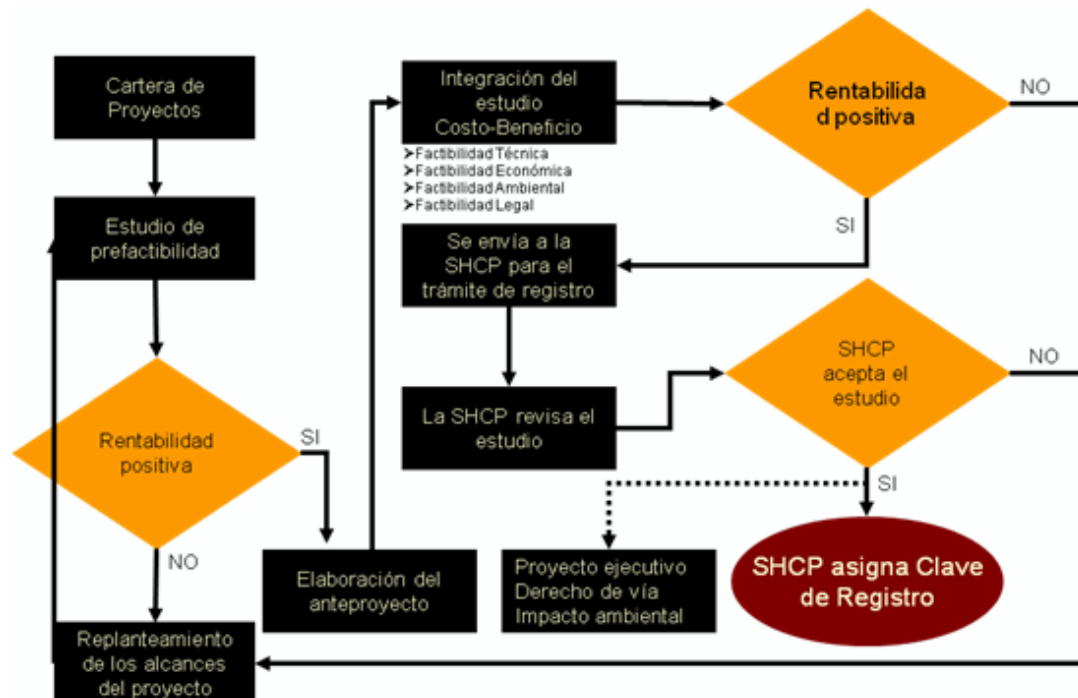 Cartera de
Proyectos
Estudio de
prefactibilidad
Rentabilidad
positiva
SI
NO
Replanteamiento
de los alcances
del proyecto
Elaboración del
anteproyecto
Integración del
estudio
Costo-Beneficio
➢Factibilidad Técnica
➢Factibilidad Económica
➢Factibilidad Ambiental
➢Factibilidad Legal
Rentabilida
d positiva
NO
SI
Se envía a la
SHCP para el
trámite de registro
La SHCP revisa el
estudio
SHCP
acepta el
estudio
NO
SI
Proyecto ejecutivo
Derecho de vía
Impacto ambiental
SHCP asigna Clave
de Registro